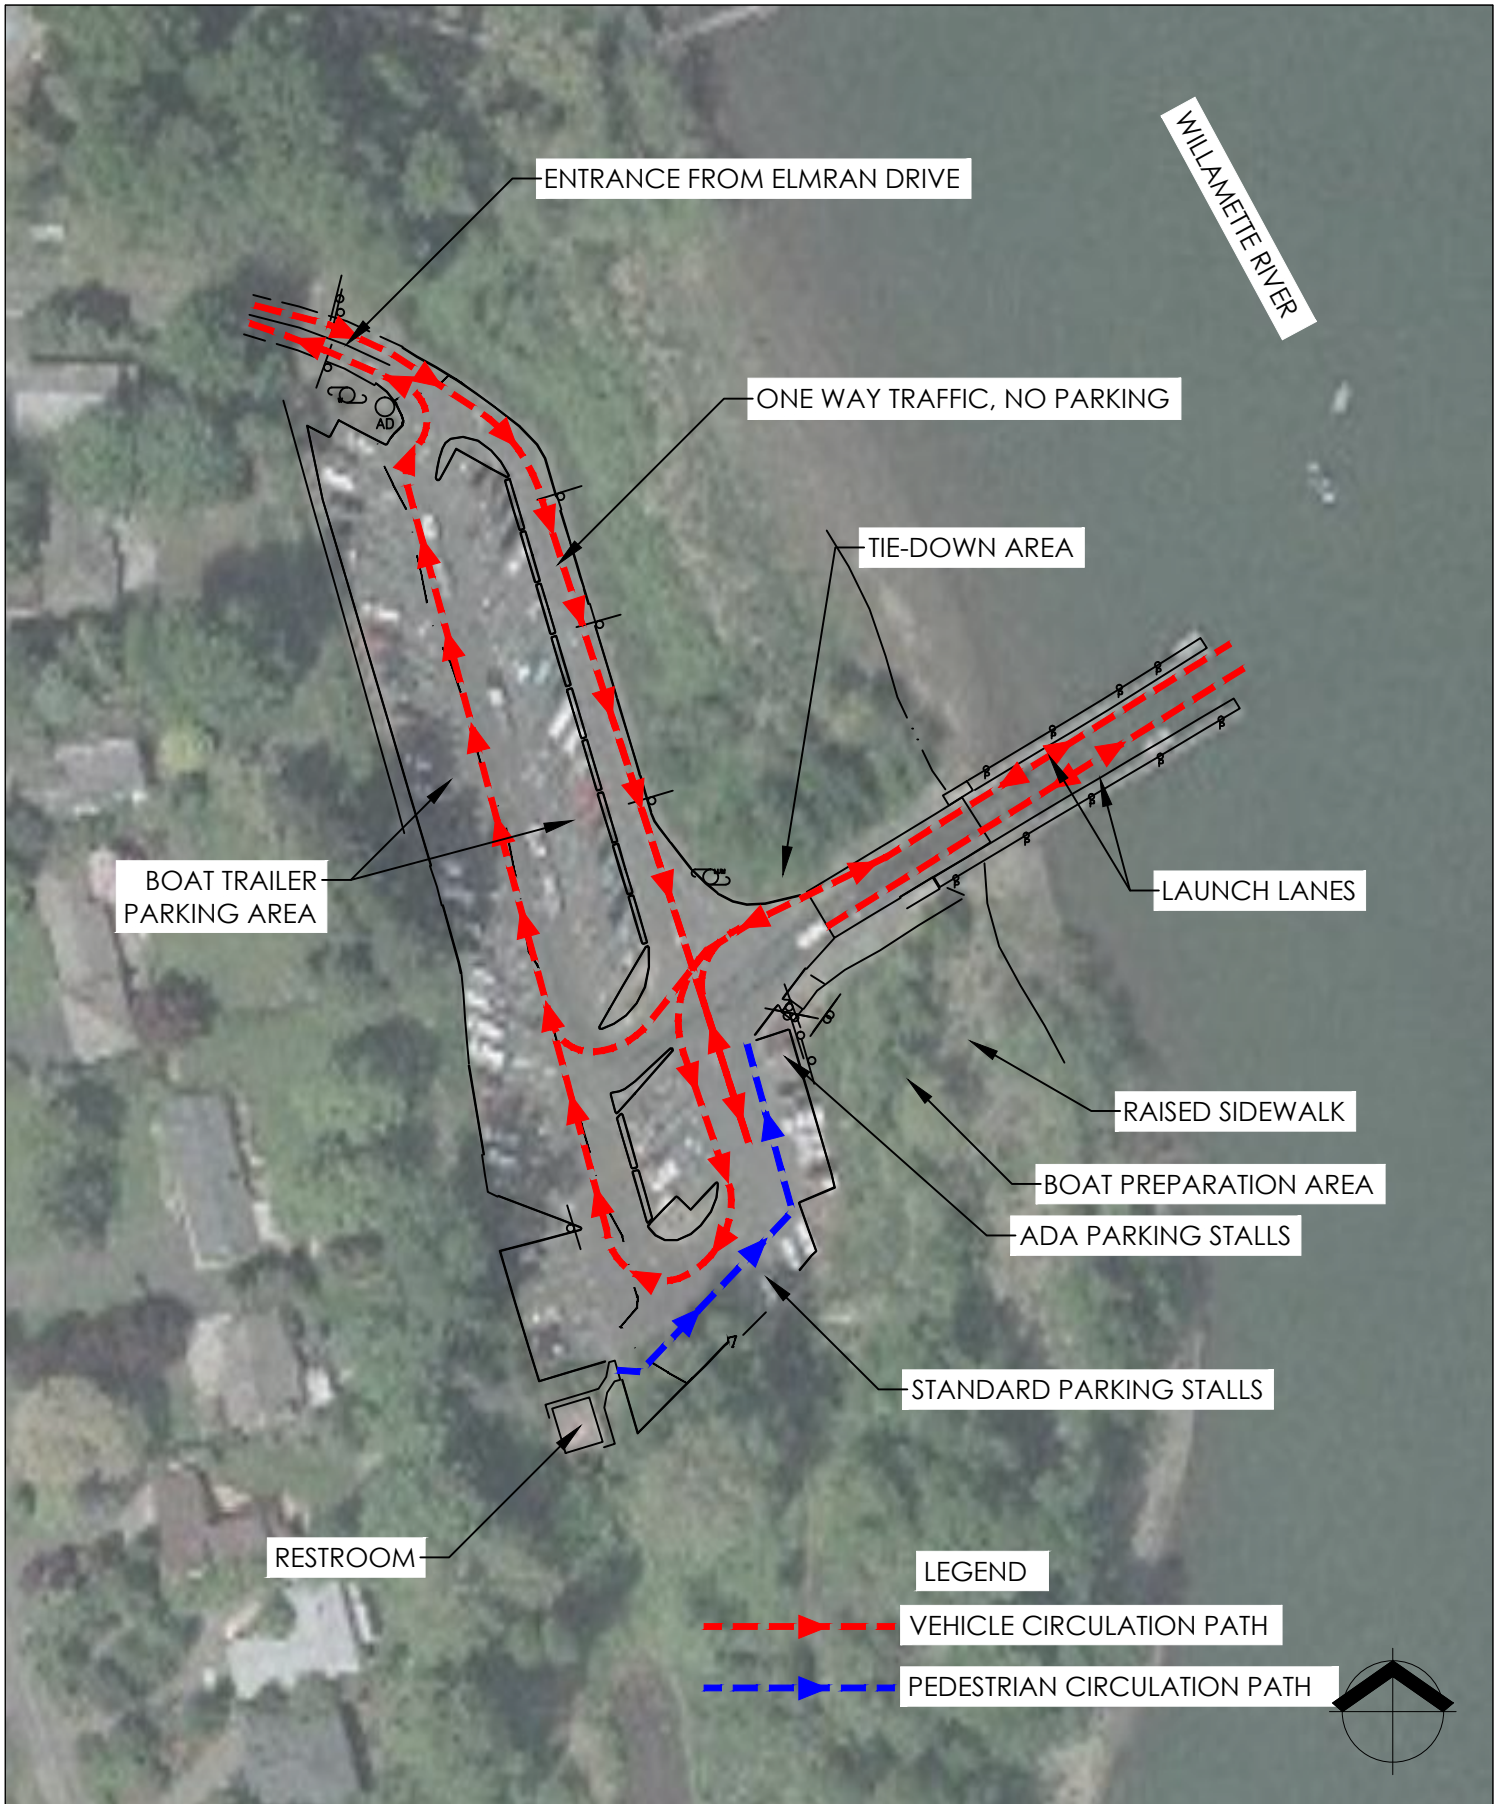 WILLAMETTE RIVER
ENTRANCE FROM ELMRAN DRIVE
ONE WAY TRAFFIC, NO PARKING
AD
TIE-DOWN AREA
BOAT TRAILER
PARKING AREA
LAUNCH LANES
RAISED SIDEWALK
BOAT PREPARATION AREA
ADA PARKING STALLS
STANDARD PARKING STALLS
RESTROOM
LEGEND
VEHICLE CIRCULATION PATH
PEDESTRIAN CIRCULATION PATH